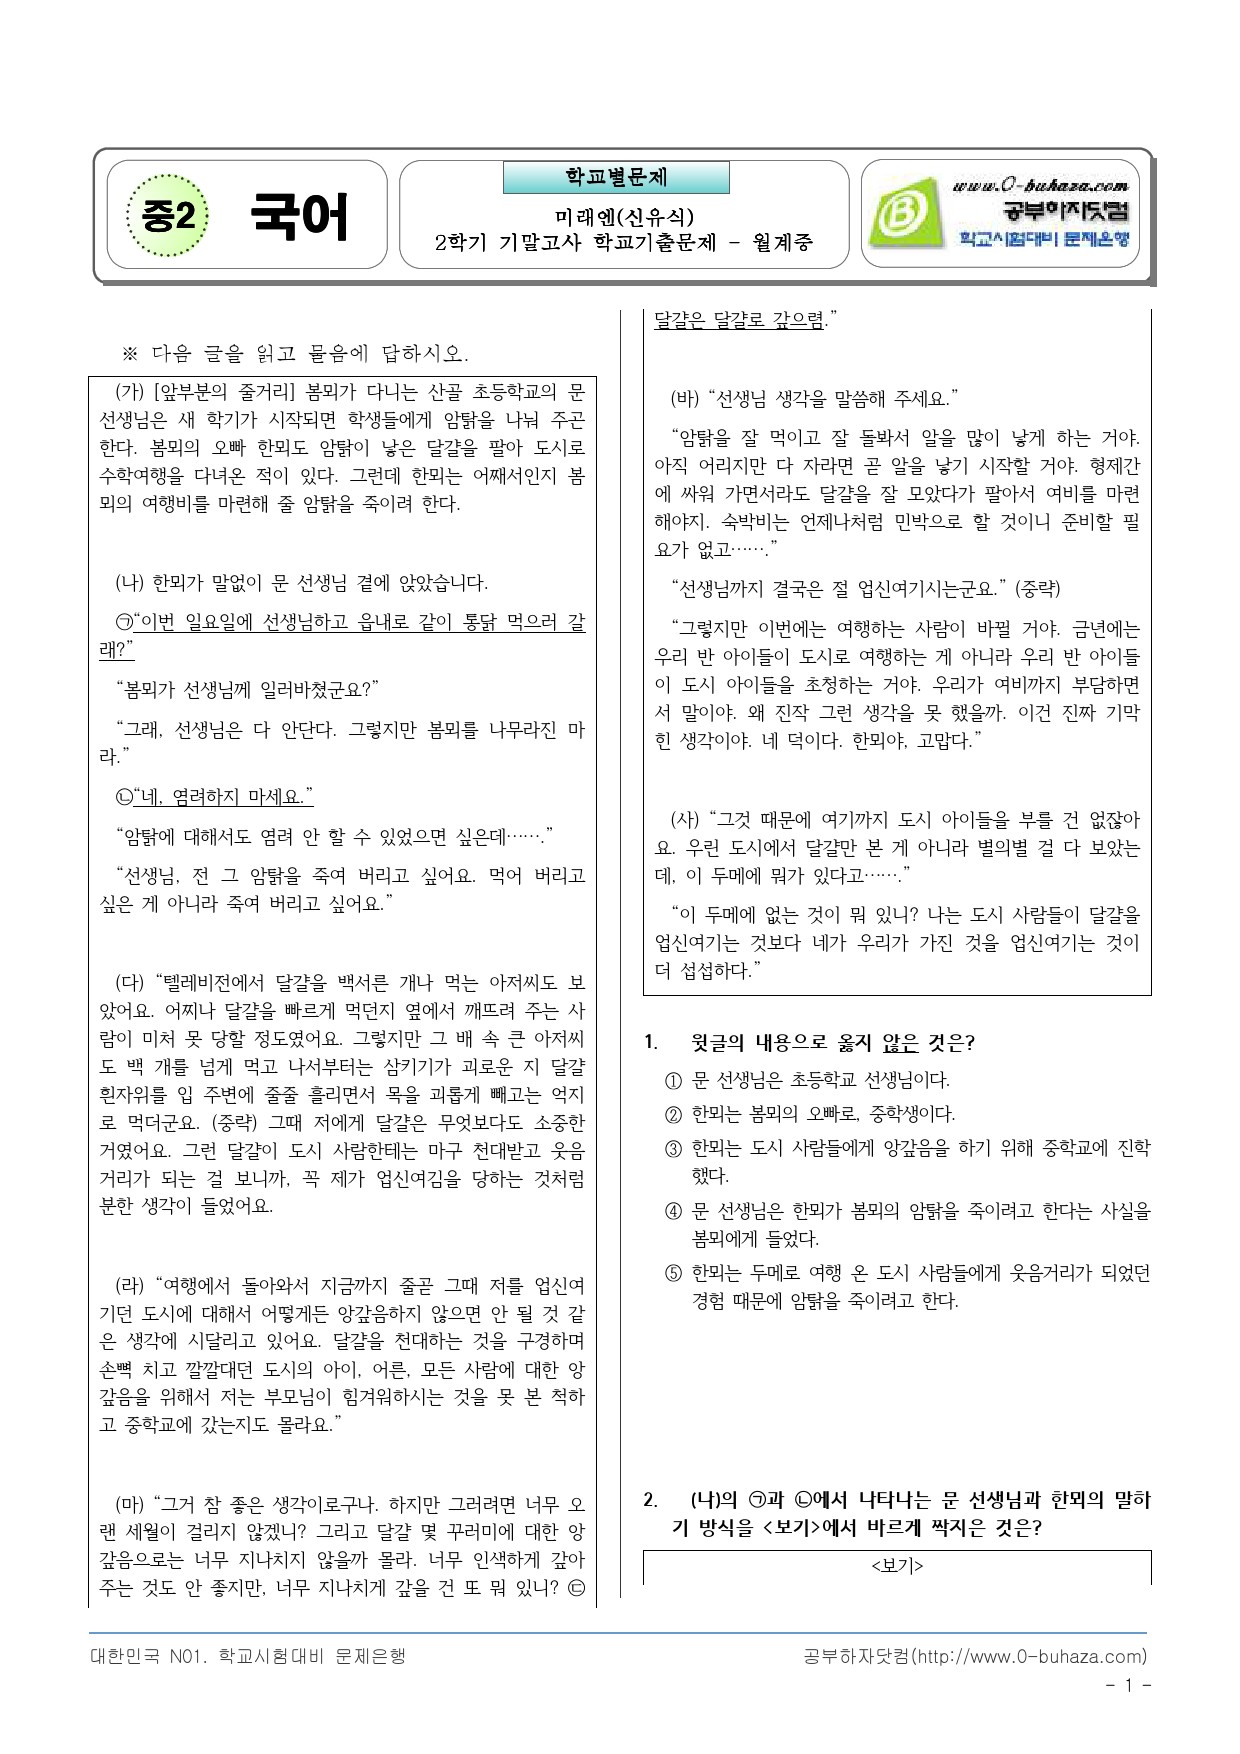 중2 국어
학교별문제
미래엔(신유식)
2학기 기말고사 학교기출문제 - 월계중
www.0-buhaza.com
공부하자닷컴
학교시험대비 문제은행
※ 다음 글을 읽고 물음에 답하시오.
(가) [앞부분의 줄거리] 봄뫼가 다니는 산골 초등학교의 문
선생님은 새 학기가 시작되면 학생들에게 암탉을 나눠 주곤
한다. 봄뫼의 오빠 한뫼도 암탉이 낳은 달걀을 팔아 도시로
수학여행을 다녀온 적이 있다. 그런데 한뫼는 어째서인지 봄
뫼의 여행비를 마련해 줄 암탉을 죽이려 한다.
(나) 한뫼가 말없이 문 선생님 곁에 앉았습니다.
㉠“이번 일요일에 선생님하고 읍내로 같이 통닭 먹으러 갈
래?”
“봄뫼가 선생님께 일러바쳤군요?”
“그래, 선생님은 다 안단다. 그렇지만 봄뫼를 나무라진 마
라.”
㉡“네, 염려하지 마세요.”
“암탉에 대해서도 염려 안 할 수 있었으면 싶은데…….”
“선생님, 전 그 암탉을 죽여 버리고 싶어요. 먹어 버리고
싶은 게 아니라 죽여 버리고 싶어요.”
(다) “텔레비전에서 달걀을 백서른 개나 먹는 아저씨도 보
았어요. 어찌나 달걀을 빠르게 먹던지 옆에서 깨뜨려 주는 사
람이 미처 못 당할 정도였어요. 그렇지만 그 배 속 큰 아저씨
도 백 개를 넘게 먹고 나서부터는 삼키기가 괴로운 지 달걀
흰자위를 입 주변에 줄줄 흘리면서 목을 괴롭게 빼고는 억지
로 먹더군요. (중략) 그때 저에게 달걀은 무엇보다도 소중한
거였어요. 그런 달걀이 도시 사람한테는 마구 천대받고 웃음
거리가 되는 걸 보니까, 꼭 제가 업신여김을 당하는 것처럼
분한 생각이 들었어요.
(라) “여행에서 돌아와서 지금까지 줄곧 그때 저를 업신여
기던 도시에 대해서 어떻게든 앙갚음하지 않으면 안 될 것 같
은 생각에 시달리고 있어요. 달걀을 천대하는 것을 구경하며
손뼉 치고 깔깔대던 도시의 아이, 어른, 모든 사람에 대한 앙
갚음을 위해서 저는 부모님이 힘겨워하시는 것을 못 본 척하
고 중학교에 갔는지도 몰라요.”
(마) “그거 참 좋은 생각이로구나. 하지만 그러려면 너무 오
랜 세월이 걸리지 않겠니? 그리고 달걀 몇 꾸러미에 대한 앙
갚음으로는 너무 지나치지 않을까 몰라. 너무 인색하게 갚아
주는 것도 안 좋지만, 너무 지나치게 갚을 건 또 뭐 있니? ㉢
달걀은 달걀로 갚으렴.”
(바) “선생님 생각을 말씀해 주세요.”
“암탉을 잘 먹이고 잘 돌봐서 알을 많이 낳게 하는 거야.
아직 어리지만 다 자라면 곧 알을 낳기 시작할 거야. 형제간
에 싸워 가면서라도 달걀을 잘 모았다가 팔아서 여비를 마련
해야지. 숙박비는 언제나처럼 민박으로 할 것이니 준비할 필
요가 없고…….”
“선생님까지 결국은 절 업신여기시는군요.” (중략)
“그렇지만 이번에는 여행하는 사람이 바뀔 거야. 금년에는
우리 반 아이들이 도시로 여행하는 게 아니라 우리 반 아이들
이 도시 아이들을 초청하는 거야. 우리가 여비까지 부담하면
서 말이야. 왜 진작 그런 생각을 못 했을까. 이건 진짜 기막
힌 생각이야. 네 덕이다. 한뫼야, 고맙다.”
(사) “그것 때문에 여기까지 도시 아이들을 부를 건 없잖아
요. 우린 도시에서 달걀만 본 게 아니라 별의별 걸 다 보았는
데, 이 두메에 뭐가 있다고…….”
“이 두메에 없는 것이 뭐 있니? 나는 도시 사람들이 달걀을
업신여기는 것보다 네가 우리가 가진 것을 업신여기는 것이
더 섭섭하다.”
1. 윗글의 내용으로 옳지 않은 것은?
① 문 선생님은 초등학교 선생님이다.
② 한뫼는 봄뫼의 오빠로, 중학생이다.
③ 한뫼는 도시 사람들에게 앙갚음을 하기 위해 중학교에 진학
했다.
④ 문 선생님은 한뫼가 봄뫼의 암탉을 죽이려고 한다는 사실을
봄뫼에게 들었다.
⑤ 한뫼는 두메로 여행 온 도시 사람들에게 웃음거리가 되었던
경험 때문에 암탉을 죽이려고 한다.
2. (나)의 ㉠과 ㉡에서 나타나는 문 선생님과 한뫼의 말하
기 방식을 <보기>에서 바르게 짝지은 것은?
<보기>
대한민국 N01. 학교시험대비 문제은행
공부하자닷컴(http://www.0-buhaza.com)
- 1 -